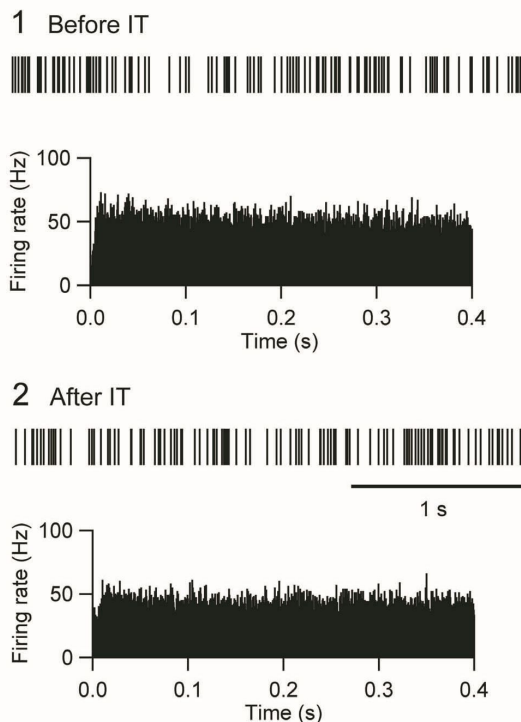 1 Before IT
Firing rate (Hz)
100
50
0
0.0 0.1 0.2 0.3 0.4
Time (s)
2 After IT
1 s
Firing rate (Hz)
100
50
0
0.0 0.1 0.2 0.3 0.4
Time (s)